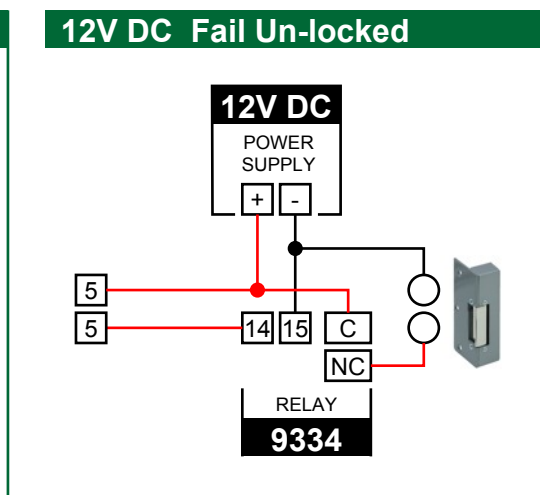 12V DC Fail Un-locked
12V DC
POWER
SUPPLY
+ -
5
5 14 15 C
NC
RELAY
9334